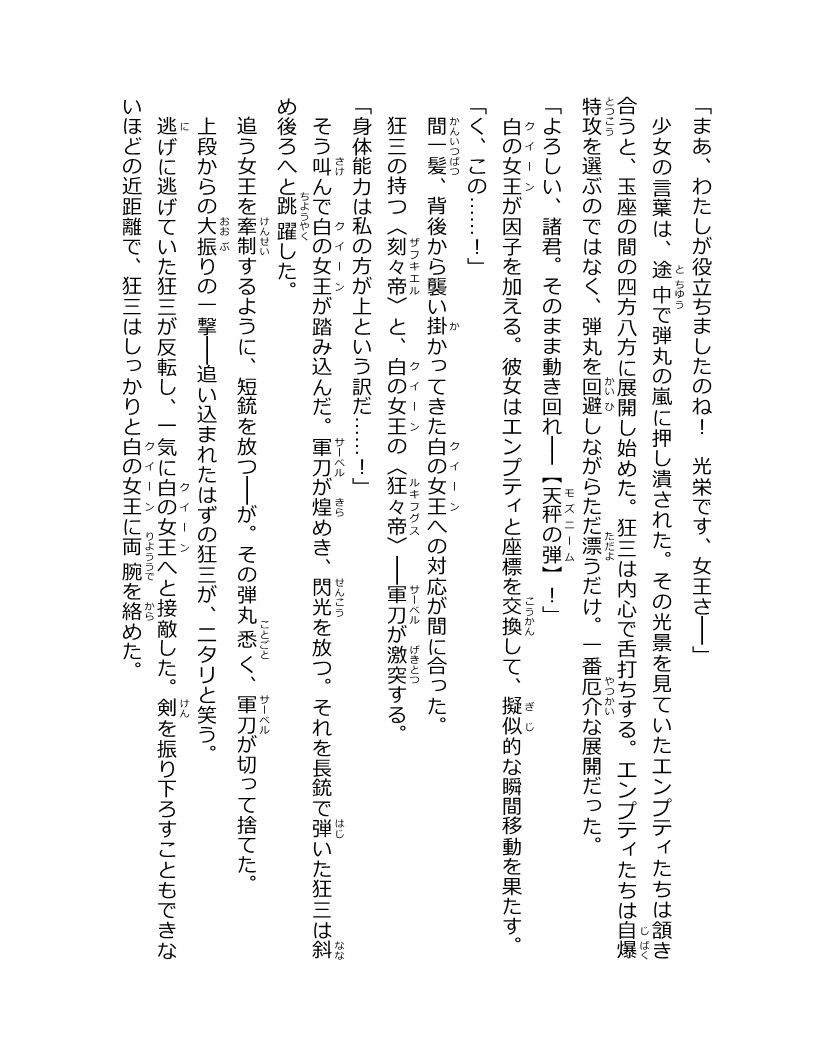 「まあ、わたしが役立ちましたのね！　光栄です、女王さ――」
　少女の言葉は、途中で弾丸の嵐に押し潰された。その光景を見ていたエンプティたちは頷き
合うと、玉座の間の四方八方に展開し始めた。狂三は内心で舌打ちする。エンプティたちは自爆
特攻を選ぶのではなく、弾丸を回避しながらただ漂うだけ。一番厄介な展開だった。
「よろしい、諸君。そのまま動き回れ――【天秤の弾】！」
　白の女王が因子を加える。彼女はエンプティと座標を交換して、擬似的な瞬間移動を果たす。
「く、この……！」
　間一髪、背後から襲い掛かってきた白の女王への対応が間に合った。
　狂三の持つ〈刻々帝〉と、白の女王の〈狂々帝〉――軍刀が激突する。
「身体能力は私の方が上という訳だ……！」
　そう叫んで白の女王が踏み込んだ。軍刀が煌めき、閃光を放つ。それを長銃で弾いた狂三は斜
め後ろへと跳躍した。
　追う女王を牽制するように、短銃を放つ――が。その弾丸悉く、軍刀が切って捨てた。
　上段からの大振りの一撃――追い込まれたはずの狂三が、ニタリと笑う。
　逃げに逃げていた狂三が反転し、一気に白の女王へと接敵した。剣を振り下ろすこともできな
いほどの近距離で、狂三はしっかりと白の女王に両腕を絡めた。